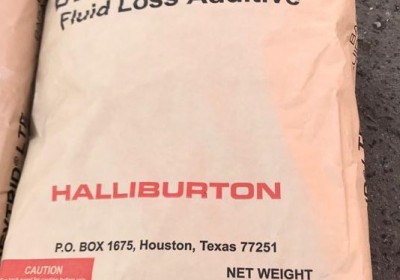 Fluid Loss Additive
HALLIBURTON
P.O. BOX 1675, Houston, Texas 77251
CAUTION
NET WEIGHT